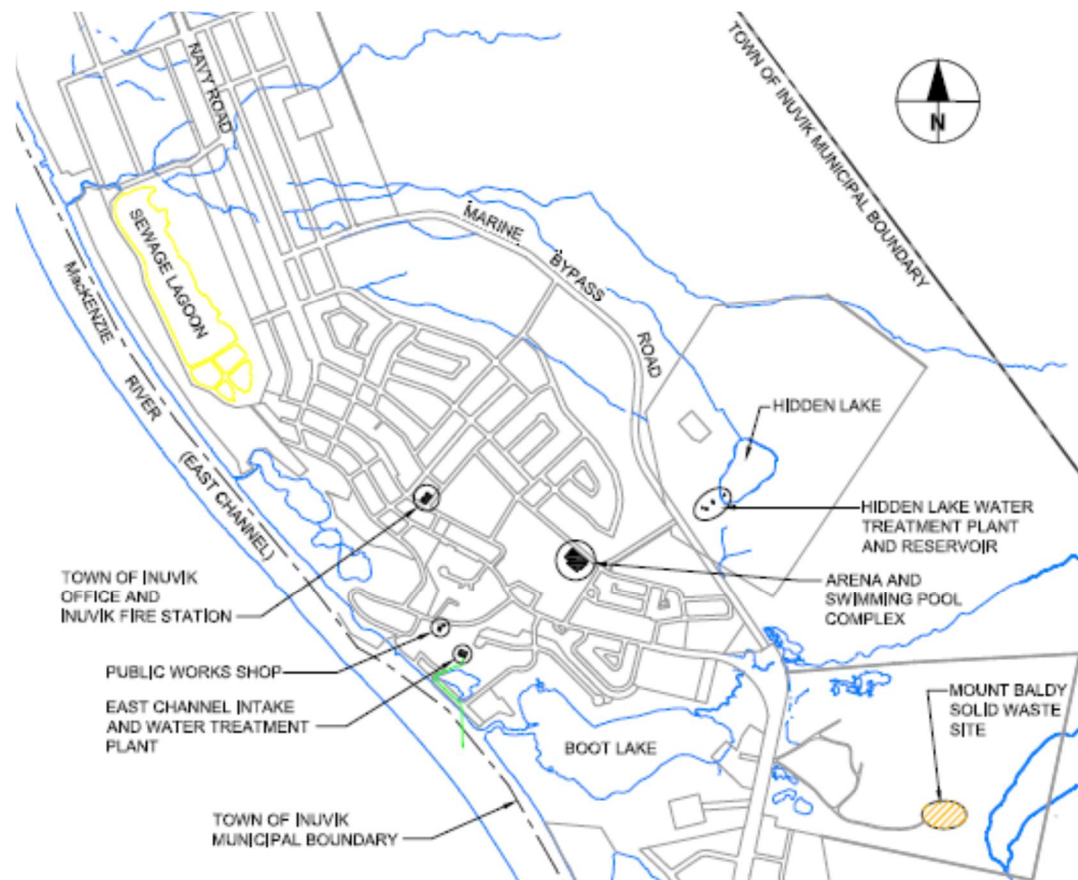 NAVY ROAD
TOWN OF INUVIK MUNICIPAL BOUNDARY
N
SEWAGE LAGOON
MARINE
BYPASS
ROAD
MacKENZIE
RIVER
(EAST CHANNEL)
HIDDEN LAKE
HIDDEN LAKE WATER
TREATMENT PLANT
AND RESERVOIR
TOWN OF INUVIK
OFFICE AND
INUVIK FIRE STATION
ARENA AND
SWIMMING POOL
COMPLEX
PUBLIC WORKS SHOP
EAST CHANNEL INTAKE
AND WATER TREATMENT
PLANT
MOUNT BALDY
SOLID WASTE
SITE
BOOT LAKE
TOWN OF INUVIK
MUNICIPAL BOUNDARY